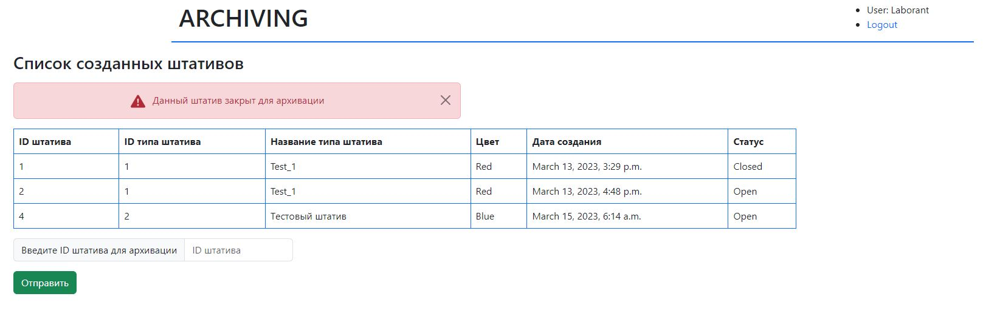 ARCHIVING
User: Laborant
Logout
Список созданных штативов
Данный штатив закрыт для архивации
ID штатива ID типа штатива Название типа штатива Цвет Дата создания Статус
1 1 Test_1 Red March 13, 2023, 3:29 p.m. Closed
2 1 Test_1 Red March 13, 2023, 4:48 p.m. Open
4 2 Тестовый штатив Blue March 15, 2023, 6:14 a.m. Open
Введите ID штатива для архивации ID штатива
Отправить